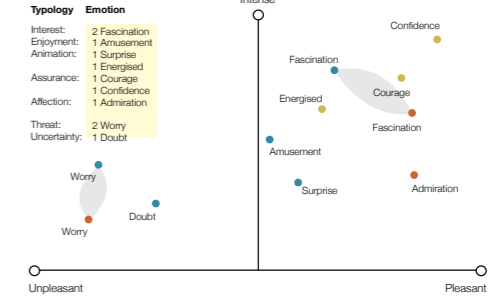 Intense
Typology Emotion
Interest: 2 Fascination
Enjoyment: 1 Amusement
Animation: 1 Surprise
1 Energised
Assurance: 1 Courage
1 Confidence
Affection: 1 Admiration
Threat: 2 Worry
Uncertainty: 1 Doubt
Confidence
Fascination
Courage
Energised
Fascination
Amusement
Worry
Surprise
Admiration
Doubt
Worry
Unpleasant
Pleasant